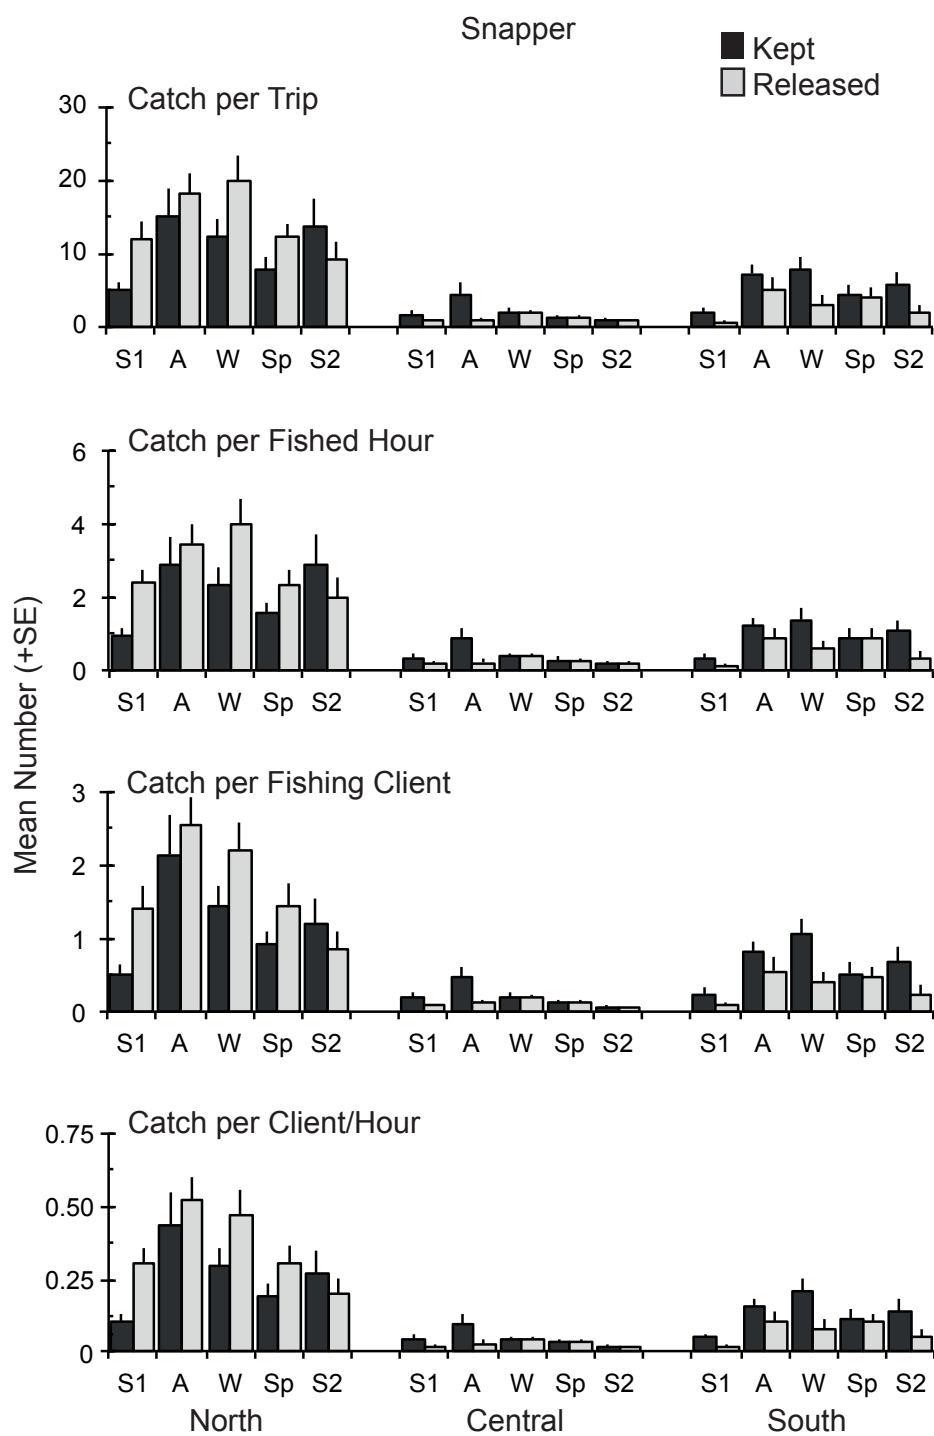 Snapper
Kept
Released
Catch per Trip
30
20
10
0
S1 A W Sp S2 S1 A W Sp S2 S1 A W Sp S2
Catch per Fished Hour
6
4
2
0
S1 A W Sp S2 S1 A W Sp S2 S1 A W Sp S2
Mean Number (+SE)
Catch per Fishing Client
3
2
1
0
S1 A W Sp S2 S1 A W Sp S2 S1 A W Sp S2
Catch per Client/Hour
0.75
0.50
0.25
0
S1 A W Sp S2 S1 A W Sp S2 S1 A W Sp S2
North Central South